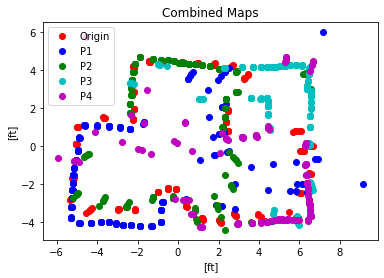 Combined Maps
Origin
P1
P2
P3
P4
6
4
2
0
−2
−4
[ft]
−6 −4 −2 0 2 4 6 8
[ft]